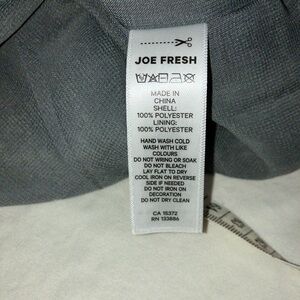 JOE FRESH
MADE IN
CHINA
SHELL:
100% POLYESTER
LINING:
100% POLYESTER
HAND WASH COLD
WASH WITH LIKE
COLOURS
DO NOT WRING OR SOAK
DO NOT BLEACH
LAY FLAT TO DRY
COOL IRON ON REVERSE
SIDE IF NEEDED
DO NOT IRON ON
DECORATION
DO NOT DRY CLEAN
CA 15372
RN 133886